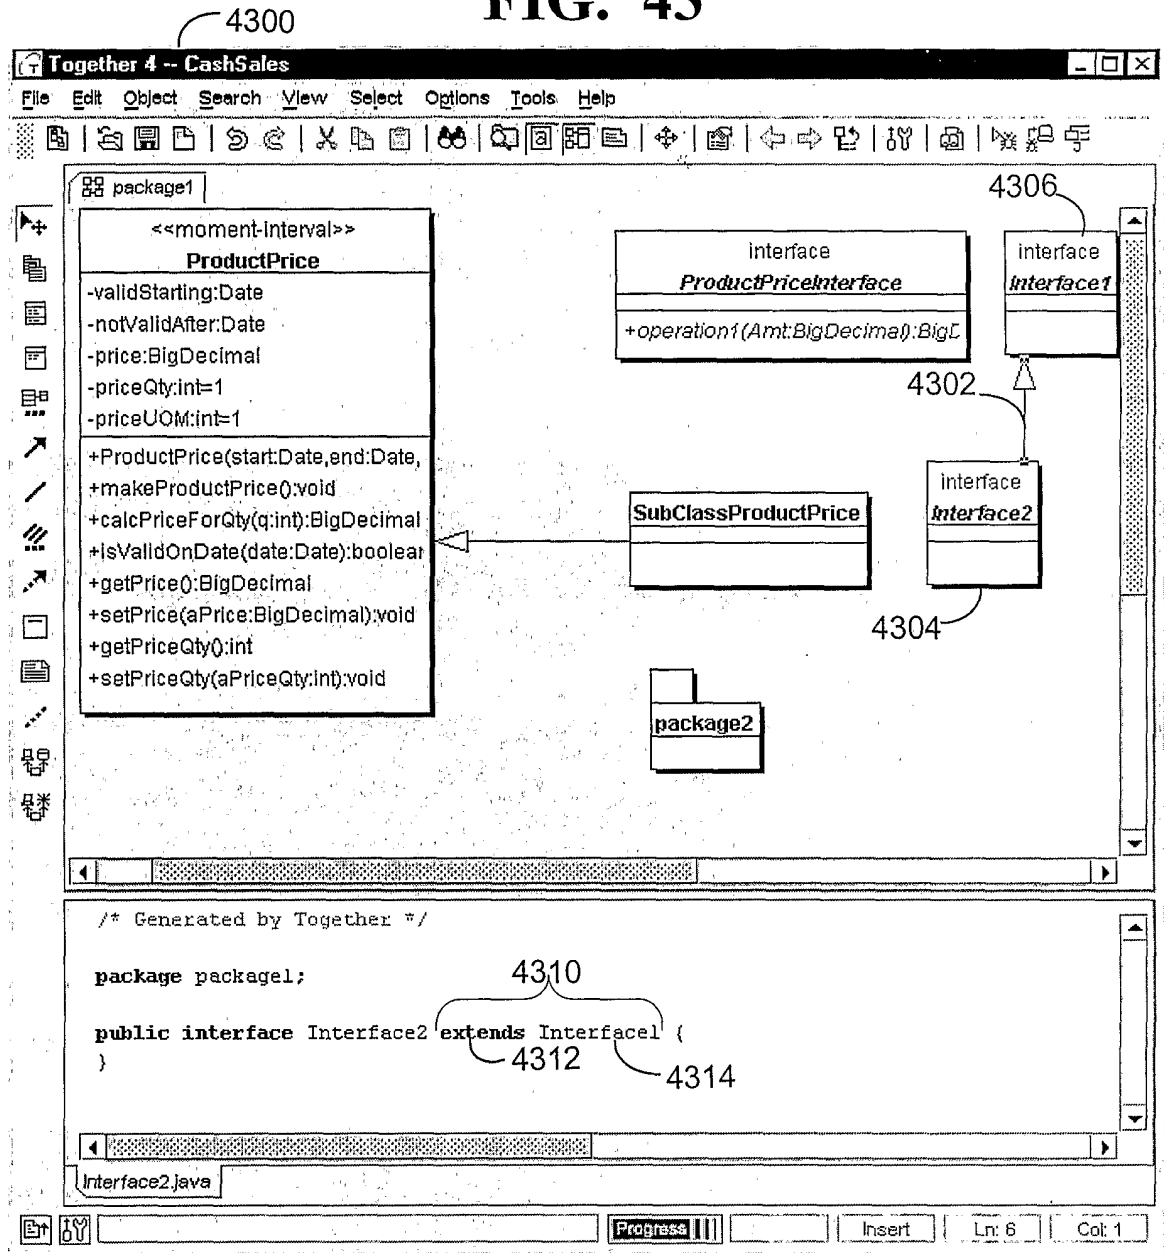 FIG. 43
4300
Together 4 -- CashSales
File Edit Object Search View Select Options Tools Help
package1
4306
<<moment-interval>>
ProductPrice
-validStarting:Date
-notValidAfter:Date
-price:BigDecimal
-priceQty:int=1
-priceUOM:int=1
+ProductPrice(start:Date,end:Date,
+makeProductPrice():void
+calcPriceForQty(q:int):BigDecimal
+isValidOnDate(date:Date):boolear
+getPrice():BigDecimal
+setPrice(aPrice:BigDecimal):void
+getPriceQty():int
+setPriceQty(aPriceQty:int):void
interface
ProductPriceInterface
+operation1(Amt:BigDecimal):BigD
interface
Interface1
4302
interface
Interface2
SubClassProductPrice
4304
package2
/* Generated by Together */
package package1;
4310
public interface Interface2 extends Interface1 {
}
4312
4314
Interface2.java
Progress
Insert
Ln: 6
Col: 1